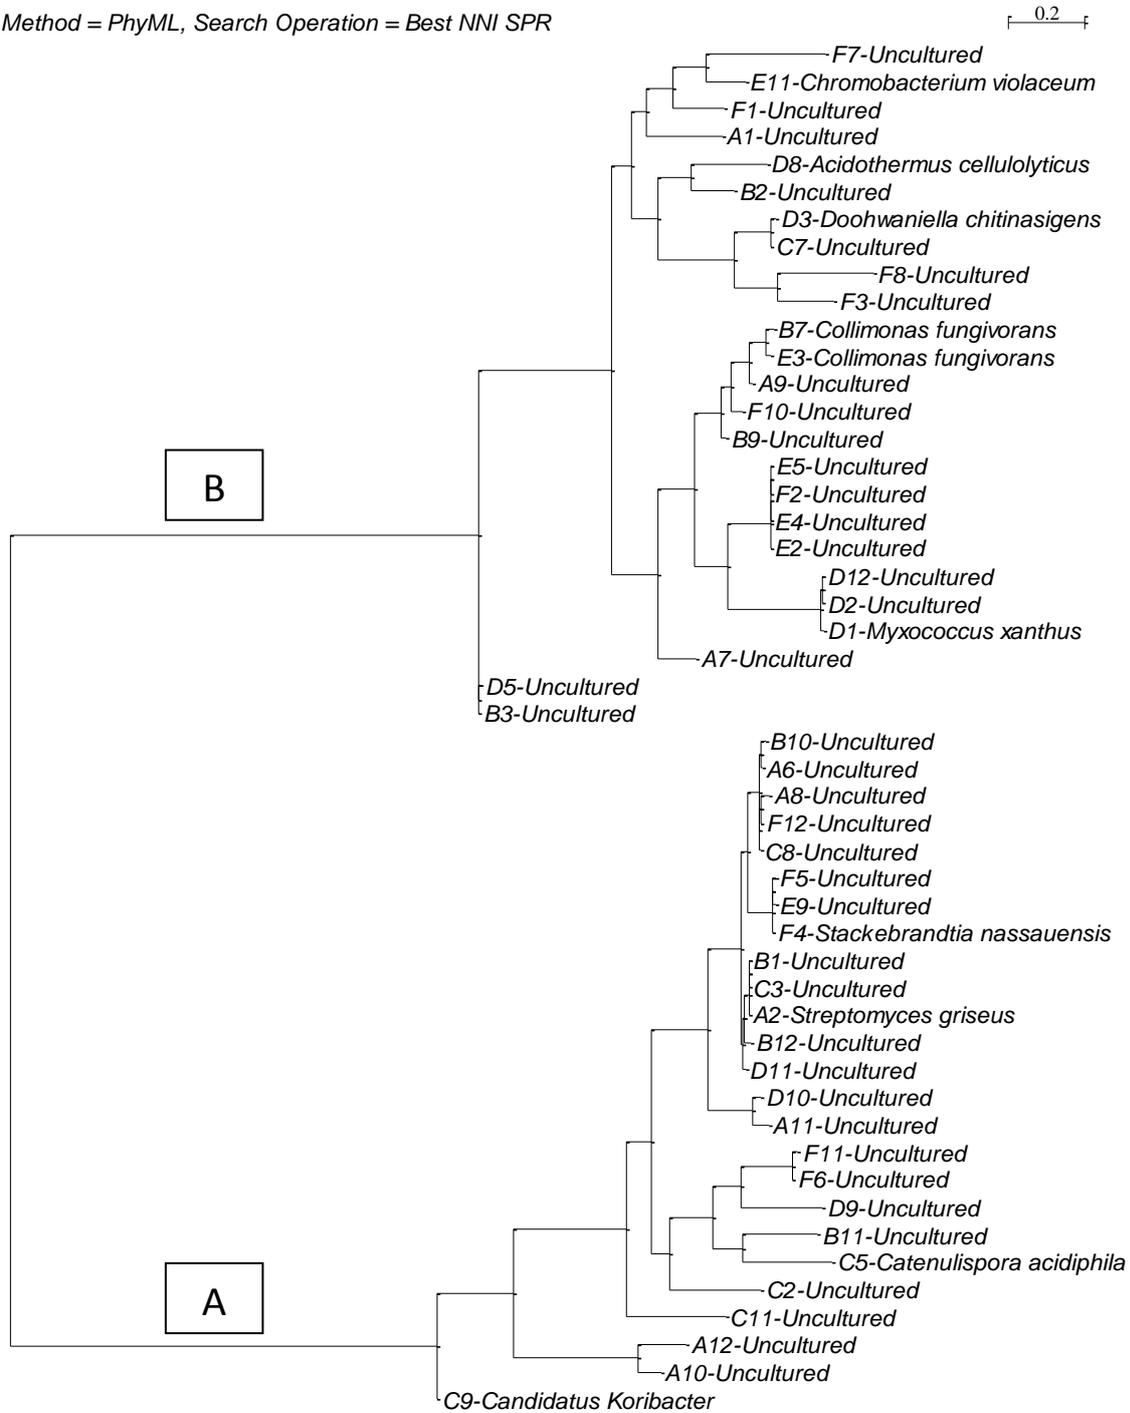 Method = PhyML, Search Operation = Best NNI SPR
0.2
F7-Uncultured
E11-Chromobacterium violaceum
F1-Uncultured
A1-Uncultured
D8-Acidothermus cellulolyticus
B2-Uncultured
D3-Doohwaniella chitinasigens
C7-Uncultured
F8-Uncultured
F3-Uncultured
B7-Collimonas fungivorans
E3-Collimonas fungivorans
A9-Uncultured
F10-Uncultured
B9-Uncultured
E5-Uncultured
B
F2-Uncultured
E4-Uncultured
E2-Uncultured
D12-Uncultured
D2-Uncultured
D1-Myxococcus xanthus
A7-Uncultured
D5-Uncultured
B3-Uncultured
B10-Uncultured
A6-Uncultured
A8-Uncultured
F12-Uncultured
C8-Uncultured
F5-Uncultured
E9-Uncultured
F4-Stackebrandtia nassauensis
B1-Uncultured
C3-Uncultured
A2-Streptomyces griseus
B12-Uncultured
D11-Uncultured
D10-Uncultured
A11-Uncultured
F11-Uncultured
F6-Uncultured
D9-Uncultured
B11-Uncultured
C5-Catenulispora acidiphila
C2-Uncultured
A
C11-Uncultured
A12-Uncultured
A10-Uncultured
C9-Candidatus Koribacter